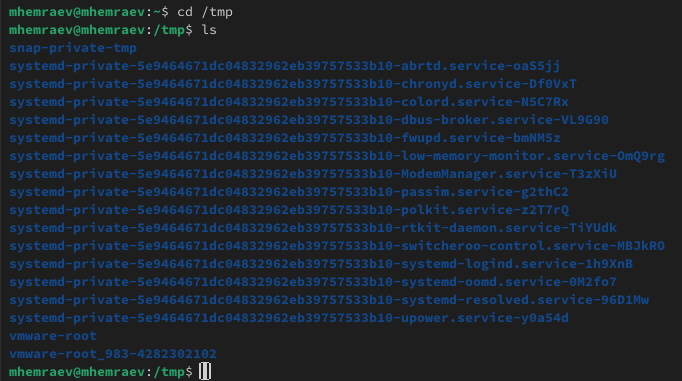 mhemraev@mhemraev:~$ cd /tmp
mhemraev@mhemraev:/tmp$ ls
snap-private-tmp
systemd-private-5e9464671dc04832962eb39757533b10-abrtd.service-oaS5jj
systemd-private-5e9464671dc04832962eb39757533b10-chronyd.service-Df0VxT
systemd-private-5e9464671dc04832962eb39757533b10-colord.service-N5C7Rx
systemd-private-5e9464671dc04832962eb39757533b10-dbus-broker.service-VL9G90
systemd-private-5e9464671dc04832962eb39757533b10-fwupd.service-bmNM5z
systemd-private-5e9464671dc04832962eb39757533b10-low-memory-monitor.service-OmQ9rg
systemd-private-5e9464671dc04832962eb39757533b10-ModemManager.service-T3zXiU
systemd-private-5e9464671dc04832962eb39757533b10-passim.service-g2thC2
systemd-private-5e9464671dc04832962eb39757533b10-polkit.service-z2T7rQ
systemd-private-5e9464671dc04832962eb39757533b10-rtkit-daemon.service-TiYUdk
systemd-private-5e9464671dc04832962eb39757533b10-switcheroo-control.service-MBJkRO
systemd-private-5e9464671dc04832962eb39757533b10-systemd-logind.service-1h9XnB
systemd-private-5e9464671dc04832962eb39757533b10-systemd-oomd.service-0M2fo7
systemd-private-5e9464671dc04832962eb39757533b10-systemd-resolved.service-96D1Mw
systemd-private-5e9464671dc04832962eb39757533b10-upower.service-y0a54d
vmware-root
vmware-root_983-4282302102
mhemraev@mhemraev:/tmp$